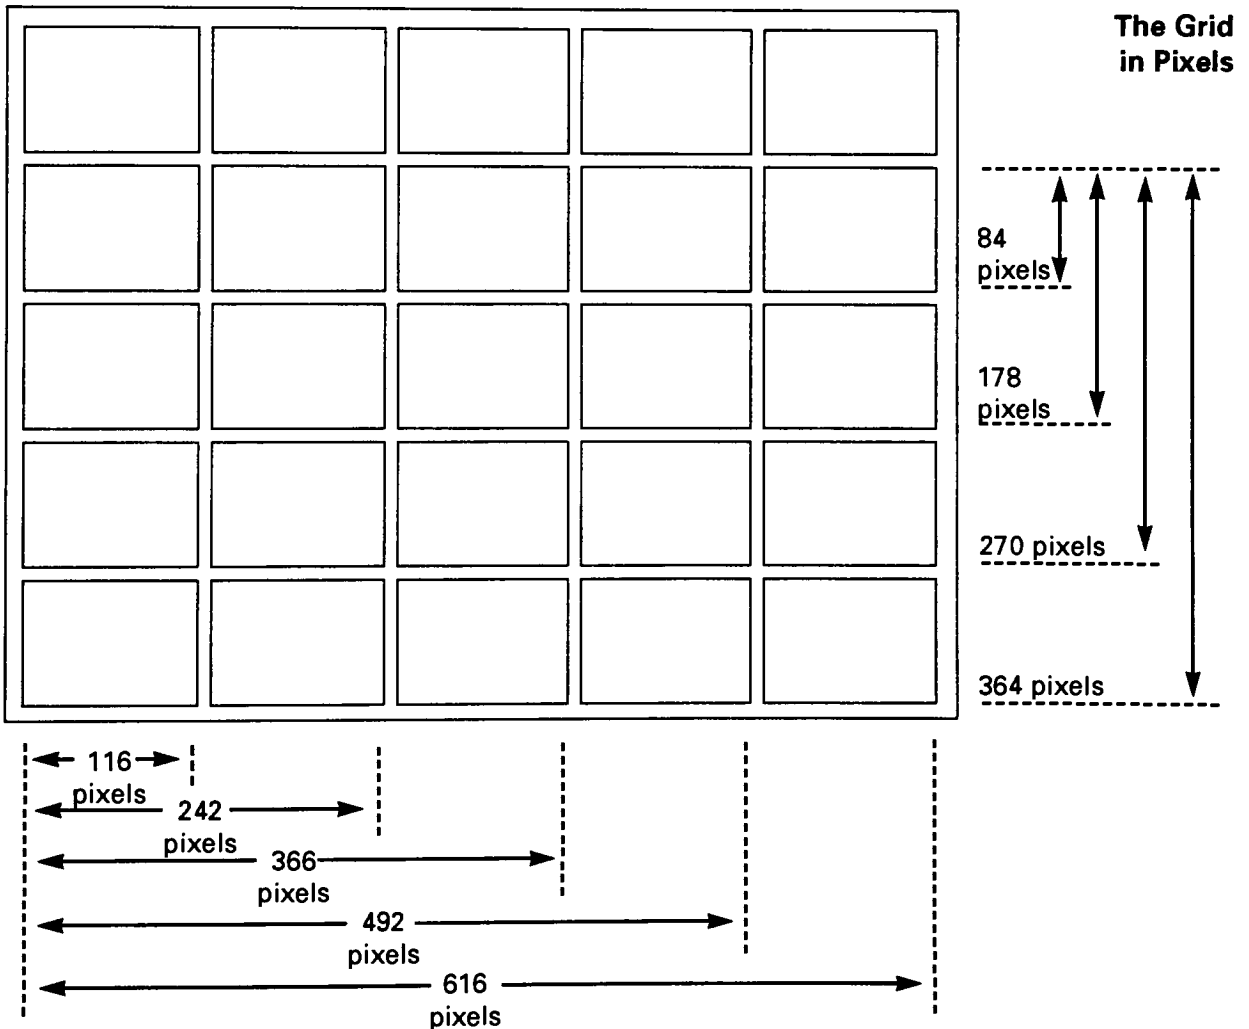 The Grid
in Pixels
84
pixels
178
pixels
270 pixels
364 pixels
116
pixels
242
pixels
366
pixels
492
pixels
616
pixels